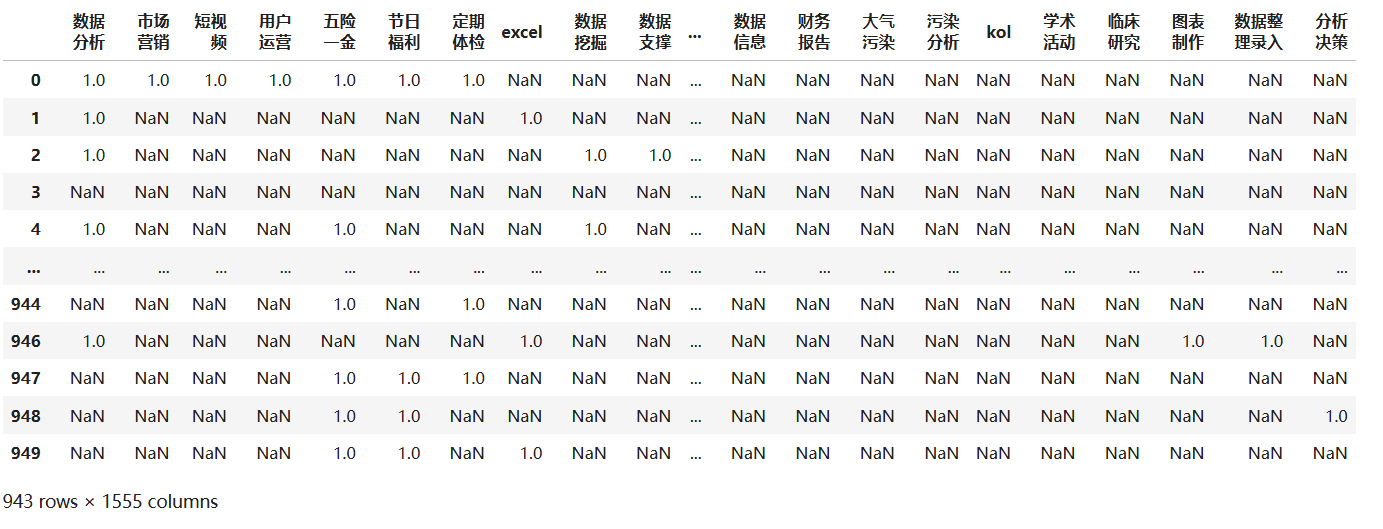 数据分析 市场营销 短视频 用户运营 五险一金 节日福利 定期体检 excel 数据挖掘 数据支撑 ... 数据信息 财务报告 大气污染 污染分析 kol 学术活动 临床研究 图表制作 数据整理录入 分析决策
0 1.0 1.0 1.0 1.0 1.0 1.0 1.0 NaN NaN NaN ... NaN NaN NaN NaN NaN NaN NaN NaN NaN NaN
1 1.0 NaN NaN NaN NaN NaN NaN 1.0 NaN NaN ... NaN NaN NaN NaN NaN NaN NaN NaN NaN NaN
2 1.0 NaN NaN NaN NaN NaN NaN NaN 1.0 1.0 ... NaN NaN NaN NaN NaN NaN NaN NaN NaN NaN
3 NaN NaN NaN NaN NaN NaN NaN NaN NaN NaN ... NaN NaN NaN NaN NaN NaN NaN NaN NaN NaN
4 1.0 NaN NaN NaN 1.0 NaN NaN NaN 1.0 NaN ... NaN NaN NaN NaN NaN NaN NaN NaN NaN NaN
... ... ... ... ... ... ... ... ... ... ... ... ... ... ... ... ... ... ... ... ... ...
944 NaN NaN NaN NaN 1.0 NaN 1.0 NaN NaN NaN ... NaN NaN NaN NaN NaN NaN NaN NaN NaN NaN
946 1.0 NaN NaN NaN NaN NaN NaN 1.0 NaN NaN ... NaN NaN NaN NaN NaN NaN NaN 1.0 1.0 NaN
947 NaN NaN NaN NaN 1.0 1.0 1.0 NaN NaN NaN ... NaN NaN NaN NaN NaN NaN NaN NaN NaN NaN
948 NaN NaN NaN NaN 1.0 1.0 NaN NaN NaN NaN ... NaN NaN NaN NaN NaN NaN NaN NaN NaN 1.0
949 NaN NaN NaN NaN 1.0 1.0 NaN 1.0 NaN NaN ... NaN NaN NaN NaN NaN NaN NaN NaN NaN NaN
943 rows × 1555 columns